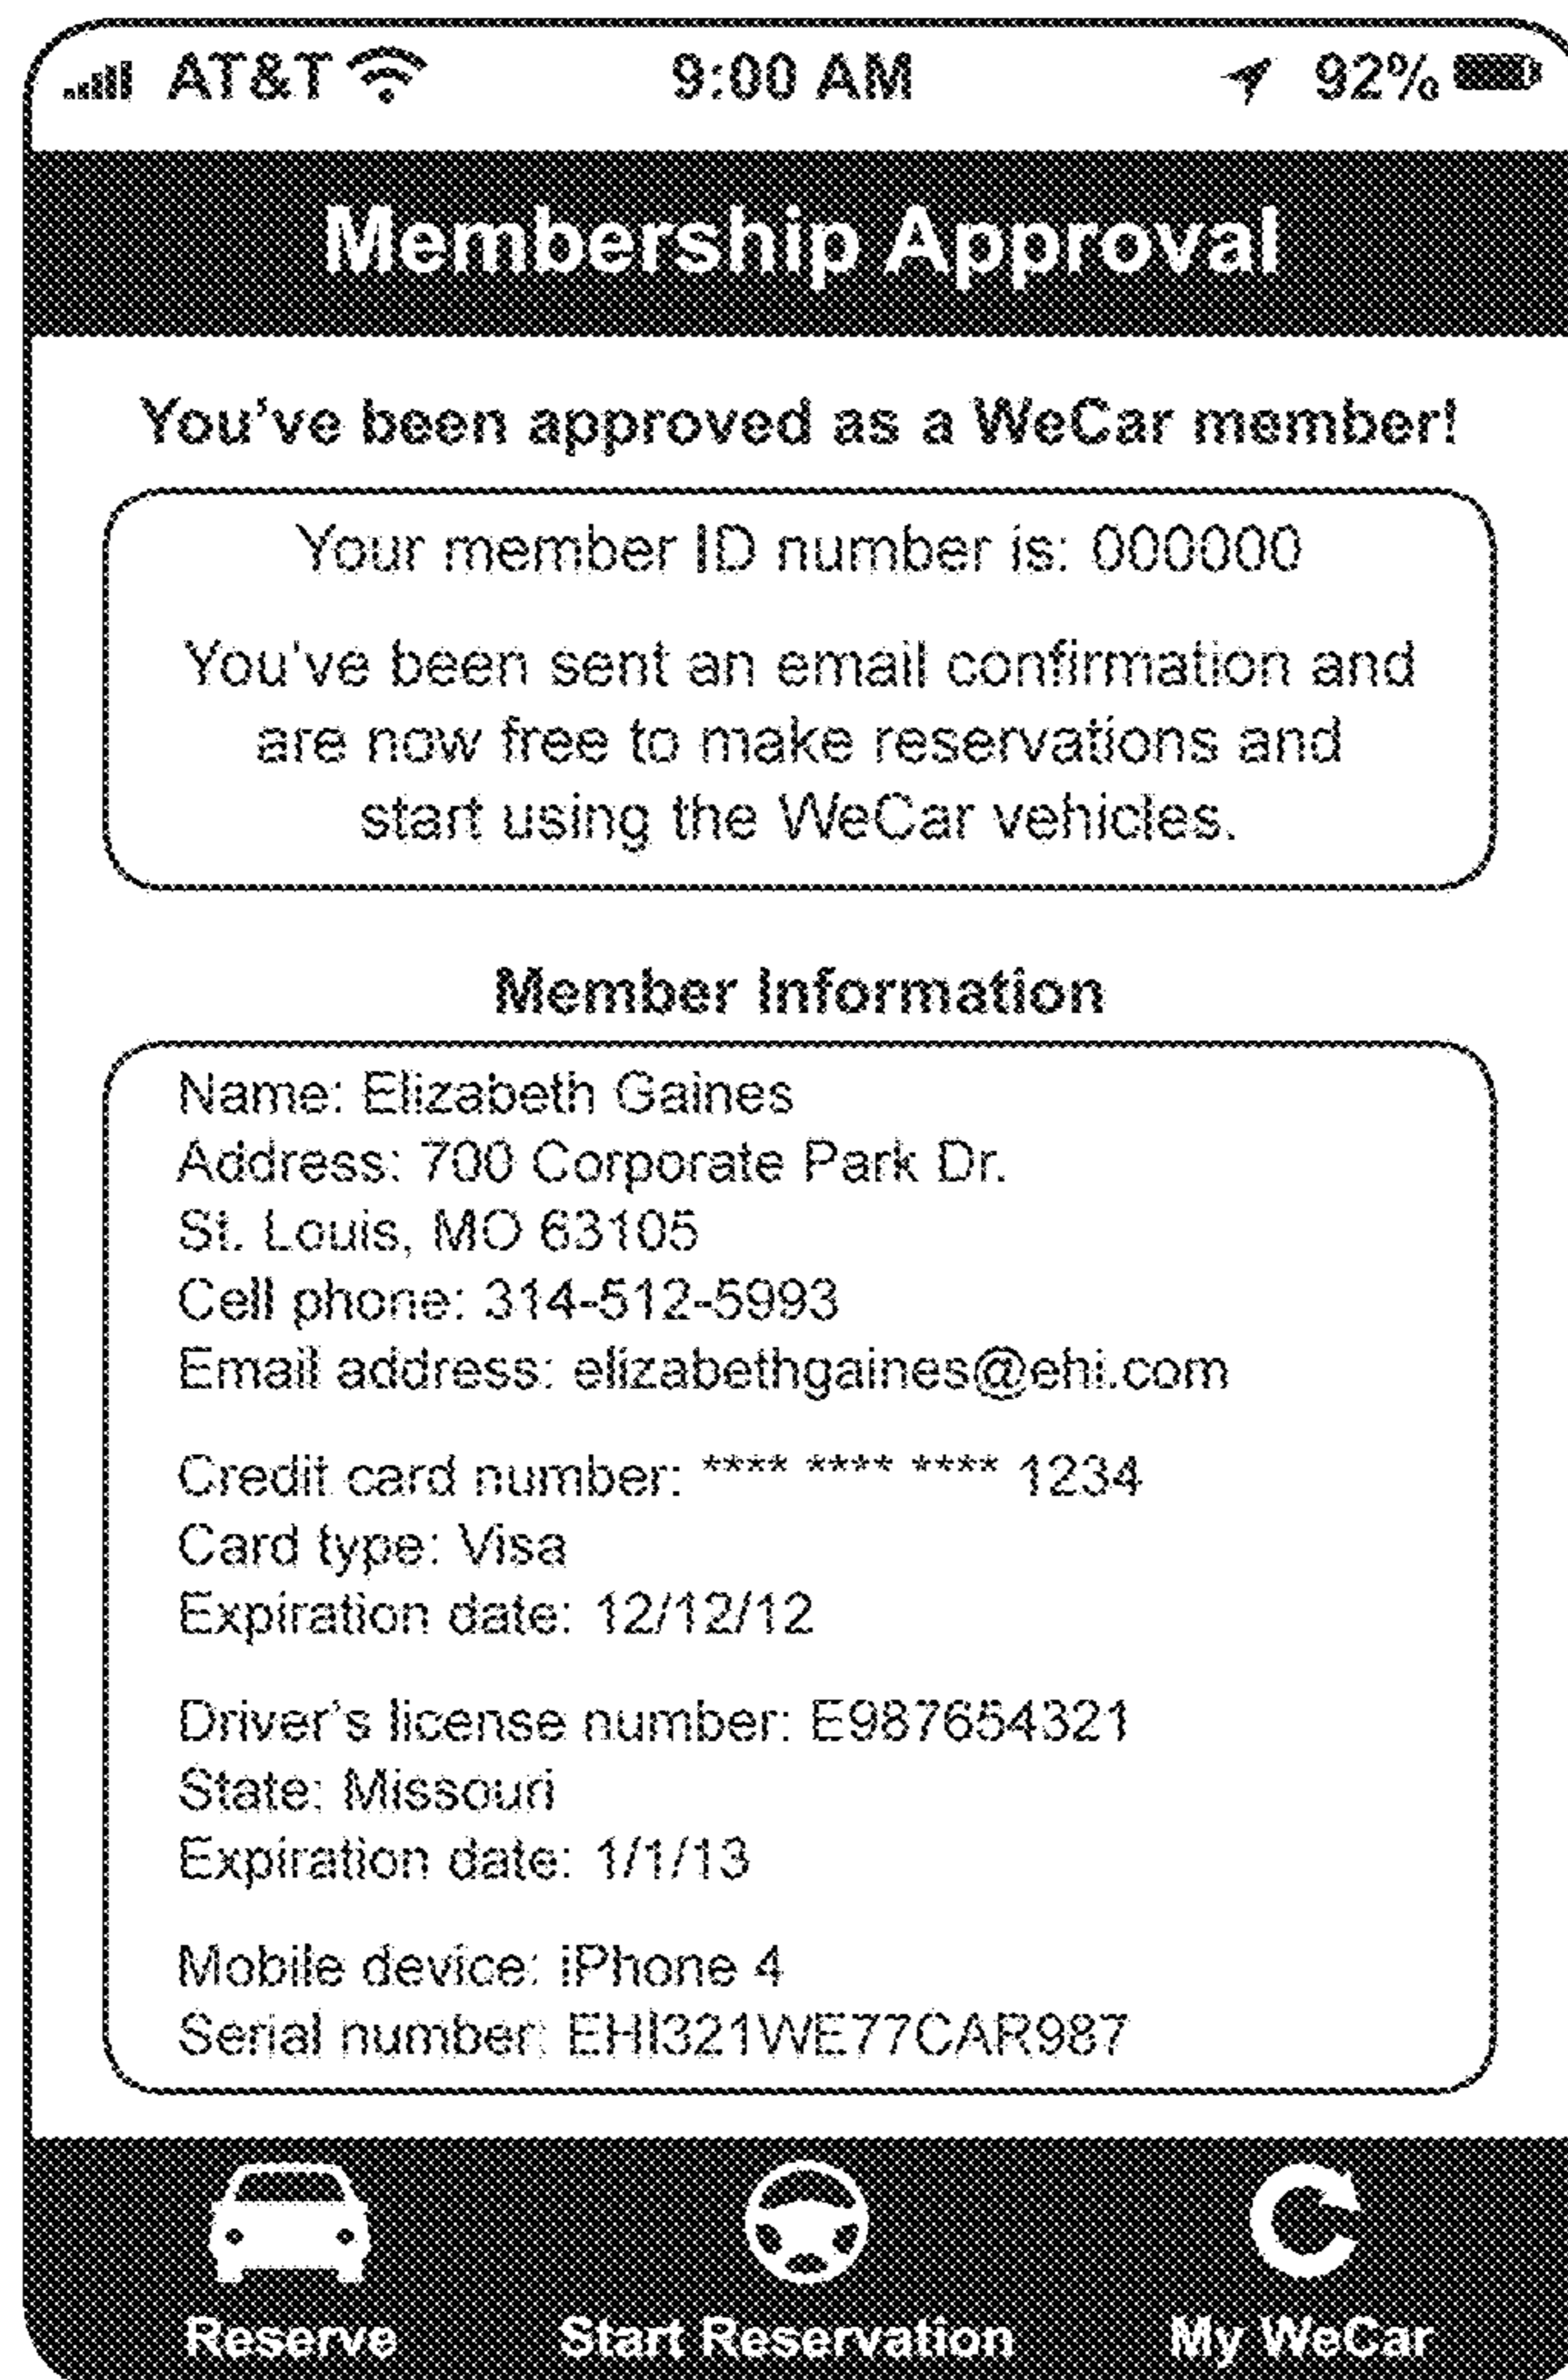 AT&T 9:00 AM 92%
Membership Approval
You've been approved as a WeCar member!
Your member ID number is: 000000
You've been sent an email confirmation and
are now free to make reservations and
start using the WeCar vehicles.
Member Information
Name: Elizabeth Gaines
Address: 700 Corporate Park Dr.
St. Louis, MO 63105
Cell phone: 314-512-5993
Email address: elizabethgaines@ehi.com
Credit card number: **** **** **** 1234
Card type: Visa
Expiration date: 12/12/12
Driver's license number: E987654321
State: Missouri
Expiration date: 1/1/13
Mobile device: iPhone 4
Serial number: EHI321WE77CAR987
Reserve Start Reservation My WeCar